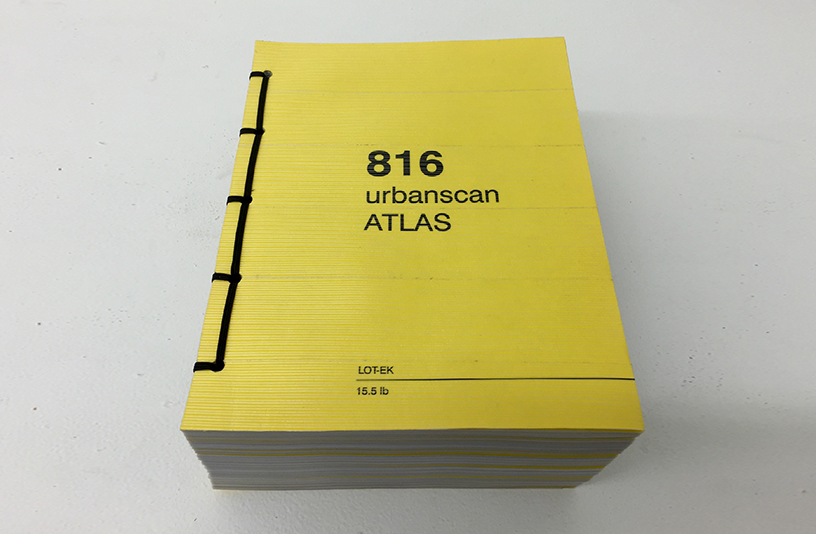 816
urbanscan
ATLAS
LOT-EK
15.5 lb